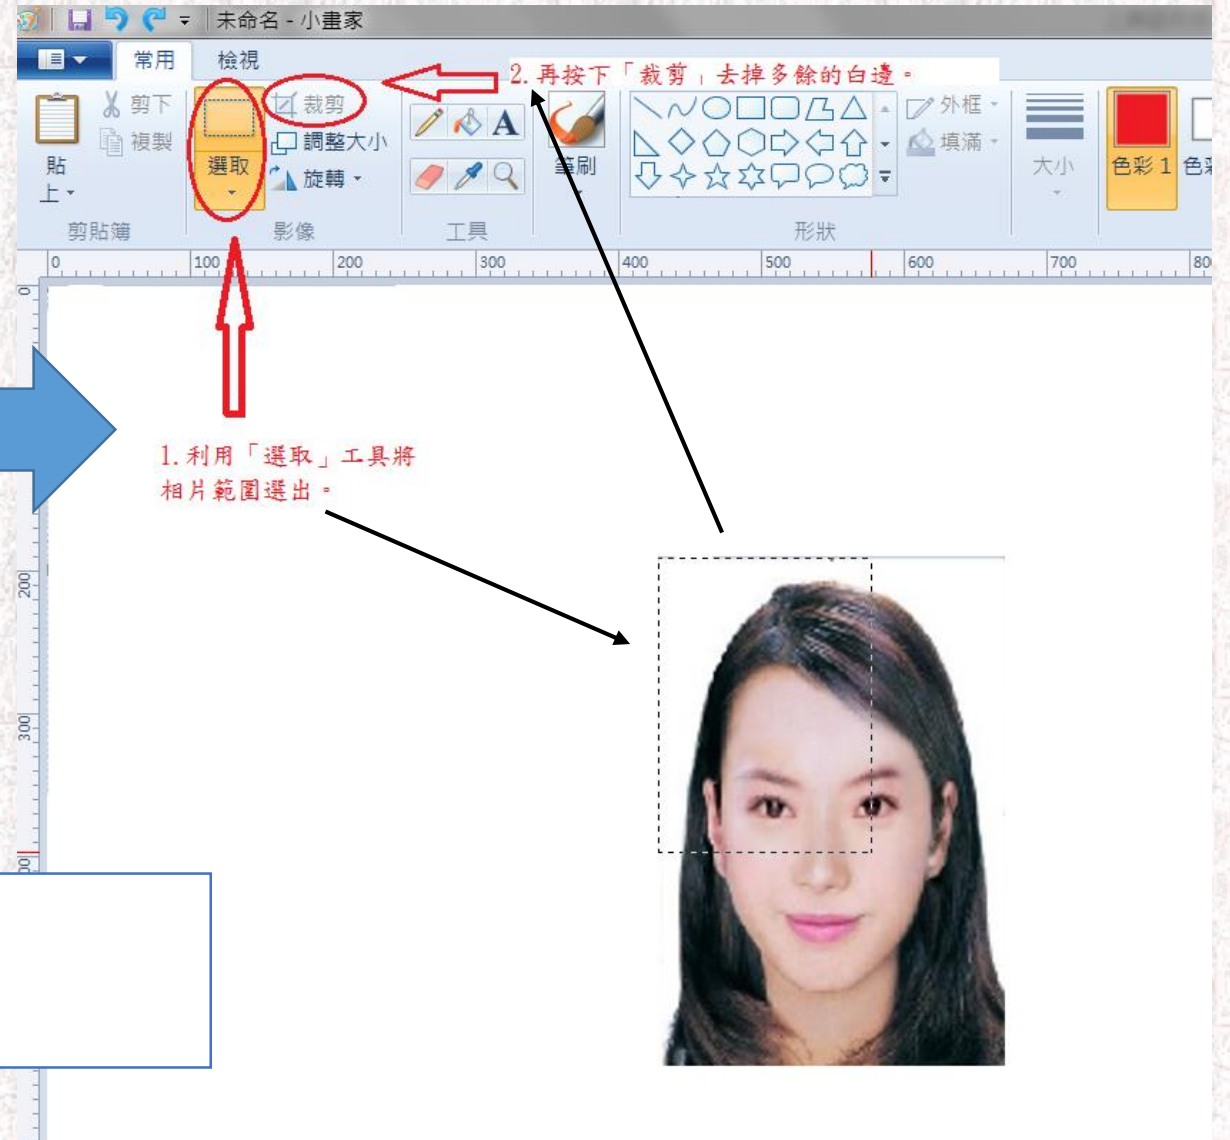 未命名 - 小畫家
常用 檢視
2. 再按下「裁剪」去掉多餘的白邊。
剪下 裁剪 外框
複製 調整大小 填滿
貼上 選取 旋轉 A 筆刷 大小 色彩 1
剪貼簿 影像 工具 形狀
0 100 200 300 400 500 600 700
0
1. 利用「選取」工具將
相片範圍選出。
200
300